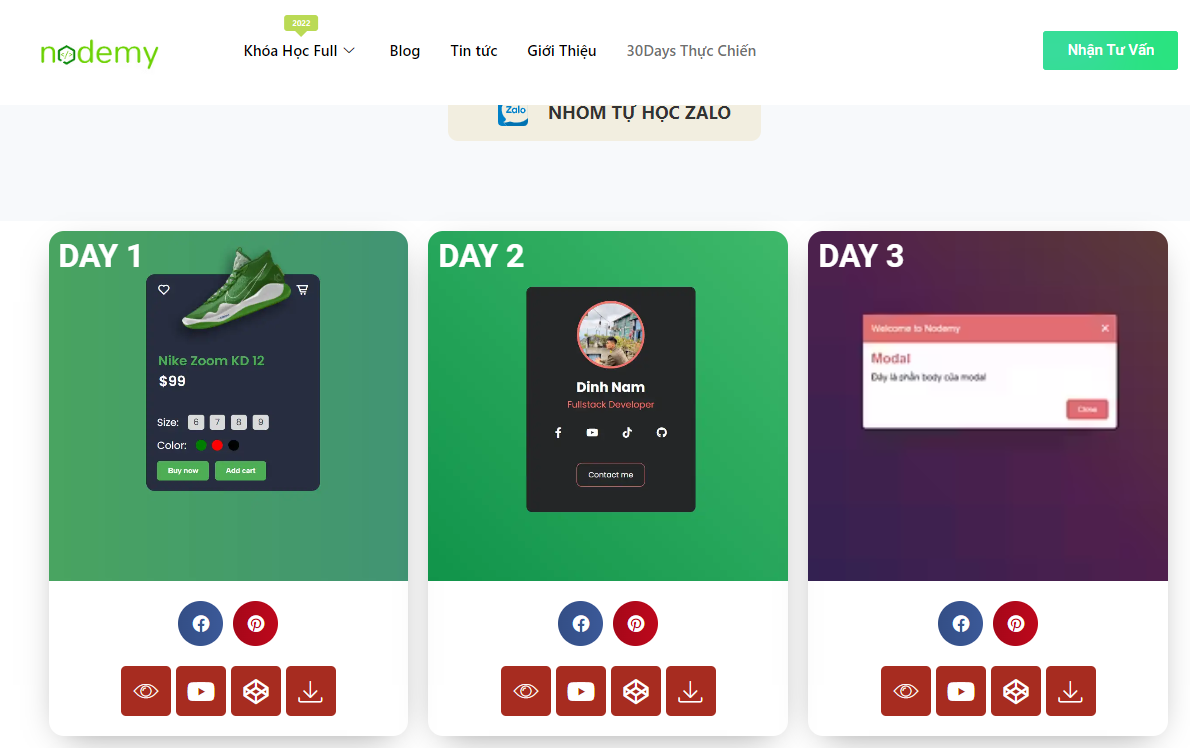 2022
nodemy
Khóa Học Full
Blog
Tin tức
Giới Thiệu
30Days Thực Chiến
Nhận Tư Vấn
Zalo
NHÓM TỰ HỌC ZALO
DAY 1
Nike Zoom KD 12
$99
Size: 6 7 8 9
Color:
Buy now
Add cart
DAY 2
Dinh Nam
Fullstack Developer
Contact me
DAY 3
Welcome to Nodemy
Modal
Đây là phần body của modal
Close